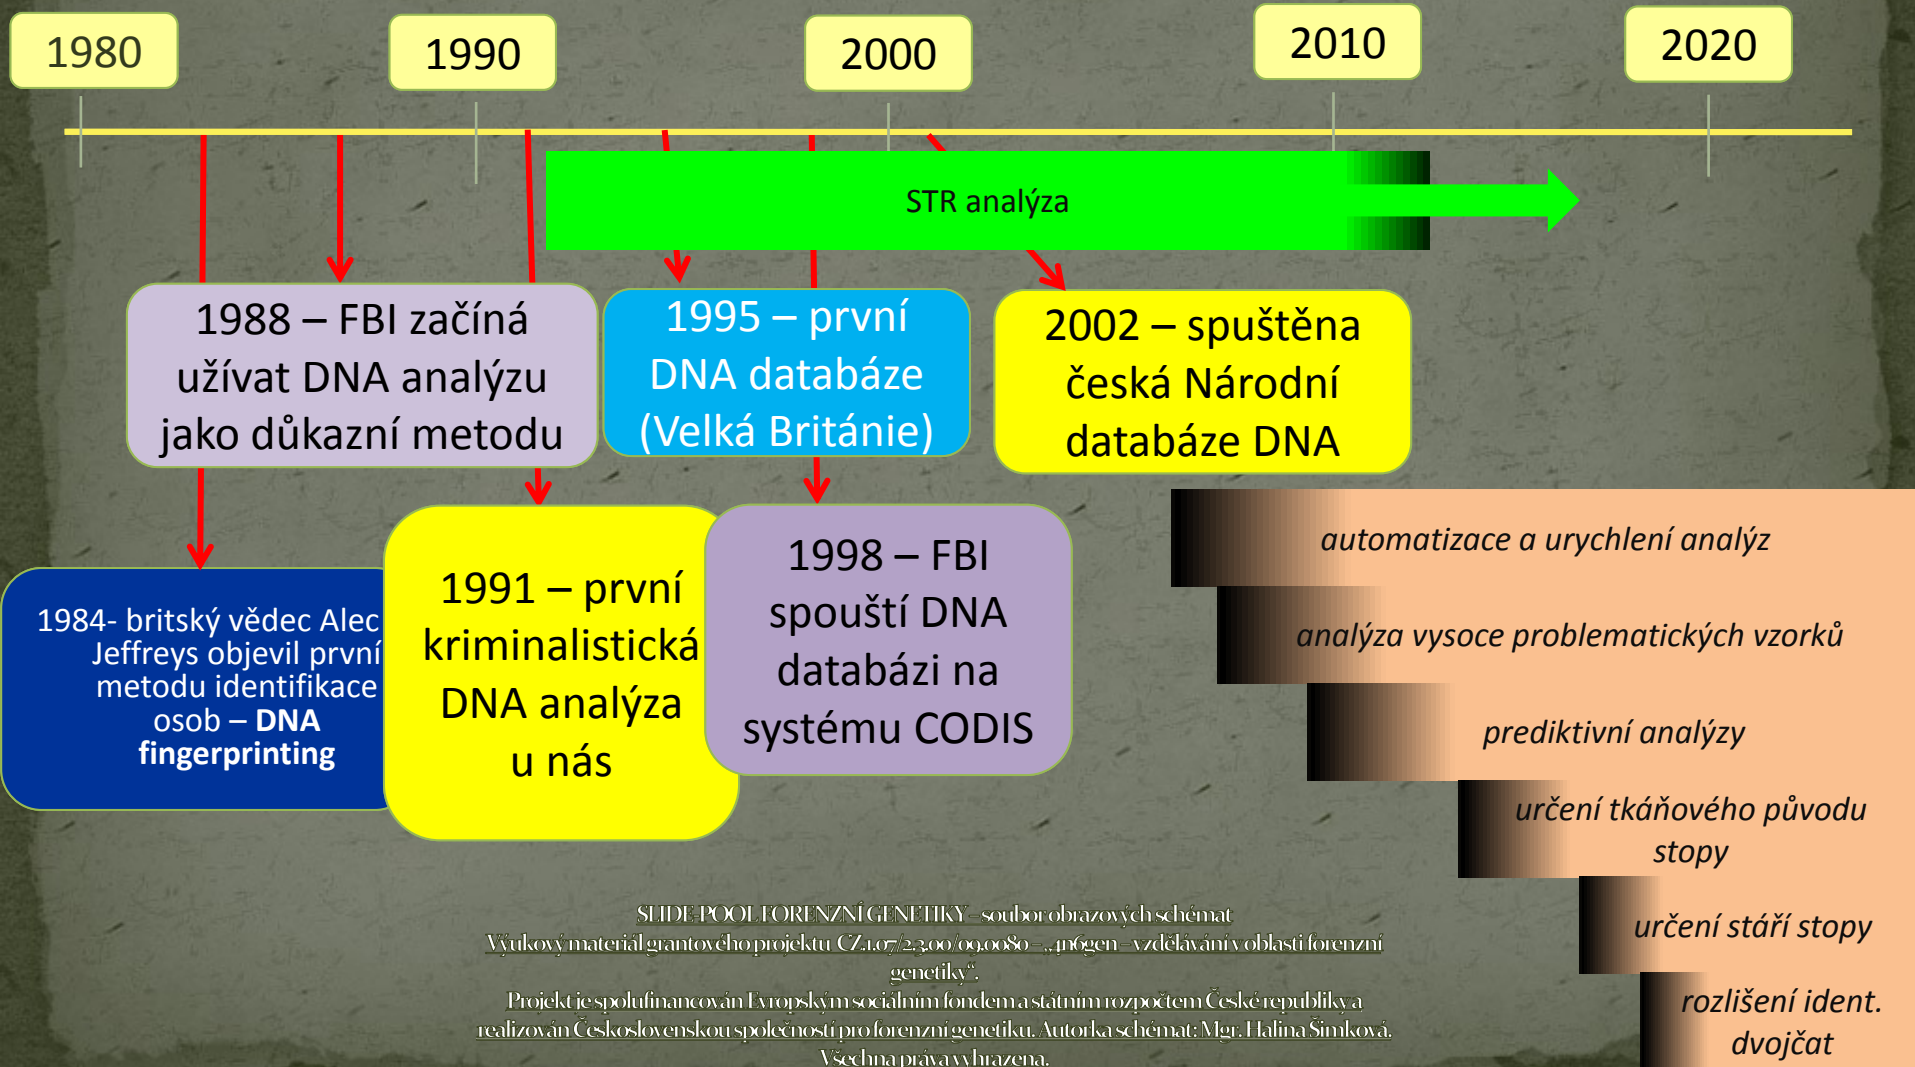 1980
1990
2000
2010
2020
STR analýza
1988 – FBI začíná
užívat DNA analýzu
jako důkazní metodu
1995 – první
DNA databáze
(Velká Británie)
2002 – spuštěna
česká Národní
databáze DNA
1984- britský vědec Alec
Jeffreys objevil první
metodu identifikace
osob – DNA
fingerprinting
1991 – první
kriminalistická
DNA analýza
u nás
1998 – FBI
spouští DNA
databázi na
systému CODIS
automatizace a urychlení analýz
analýza vysoce problematických vzorků
prediktivní analýzy
určení tkáňového původu
stopy
určení stáří stopy
rozlišení ident.
dvojčat
SLIDE-POOL FORENZNÍ GENETIKY – soubor obrazových schémat
Výukový materiál grantového projektu CZ.1.07/2.3.00/09.0080 – „4n6gen – vzdělávání v oblasti forenzní
genetiky“.
Projekt je spolufinancován Evropským sociálním fondem a státním rozpočtem České republiky a
realizován Československou společností pro forenzní genetiku. Autorka schémat: Mgr. Halina Šimková.
Všechna práva vyhrazena.